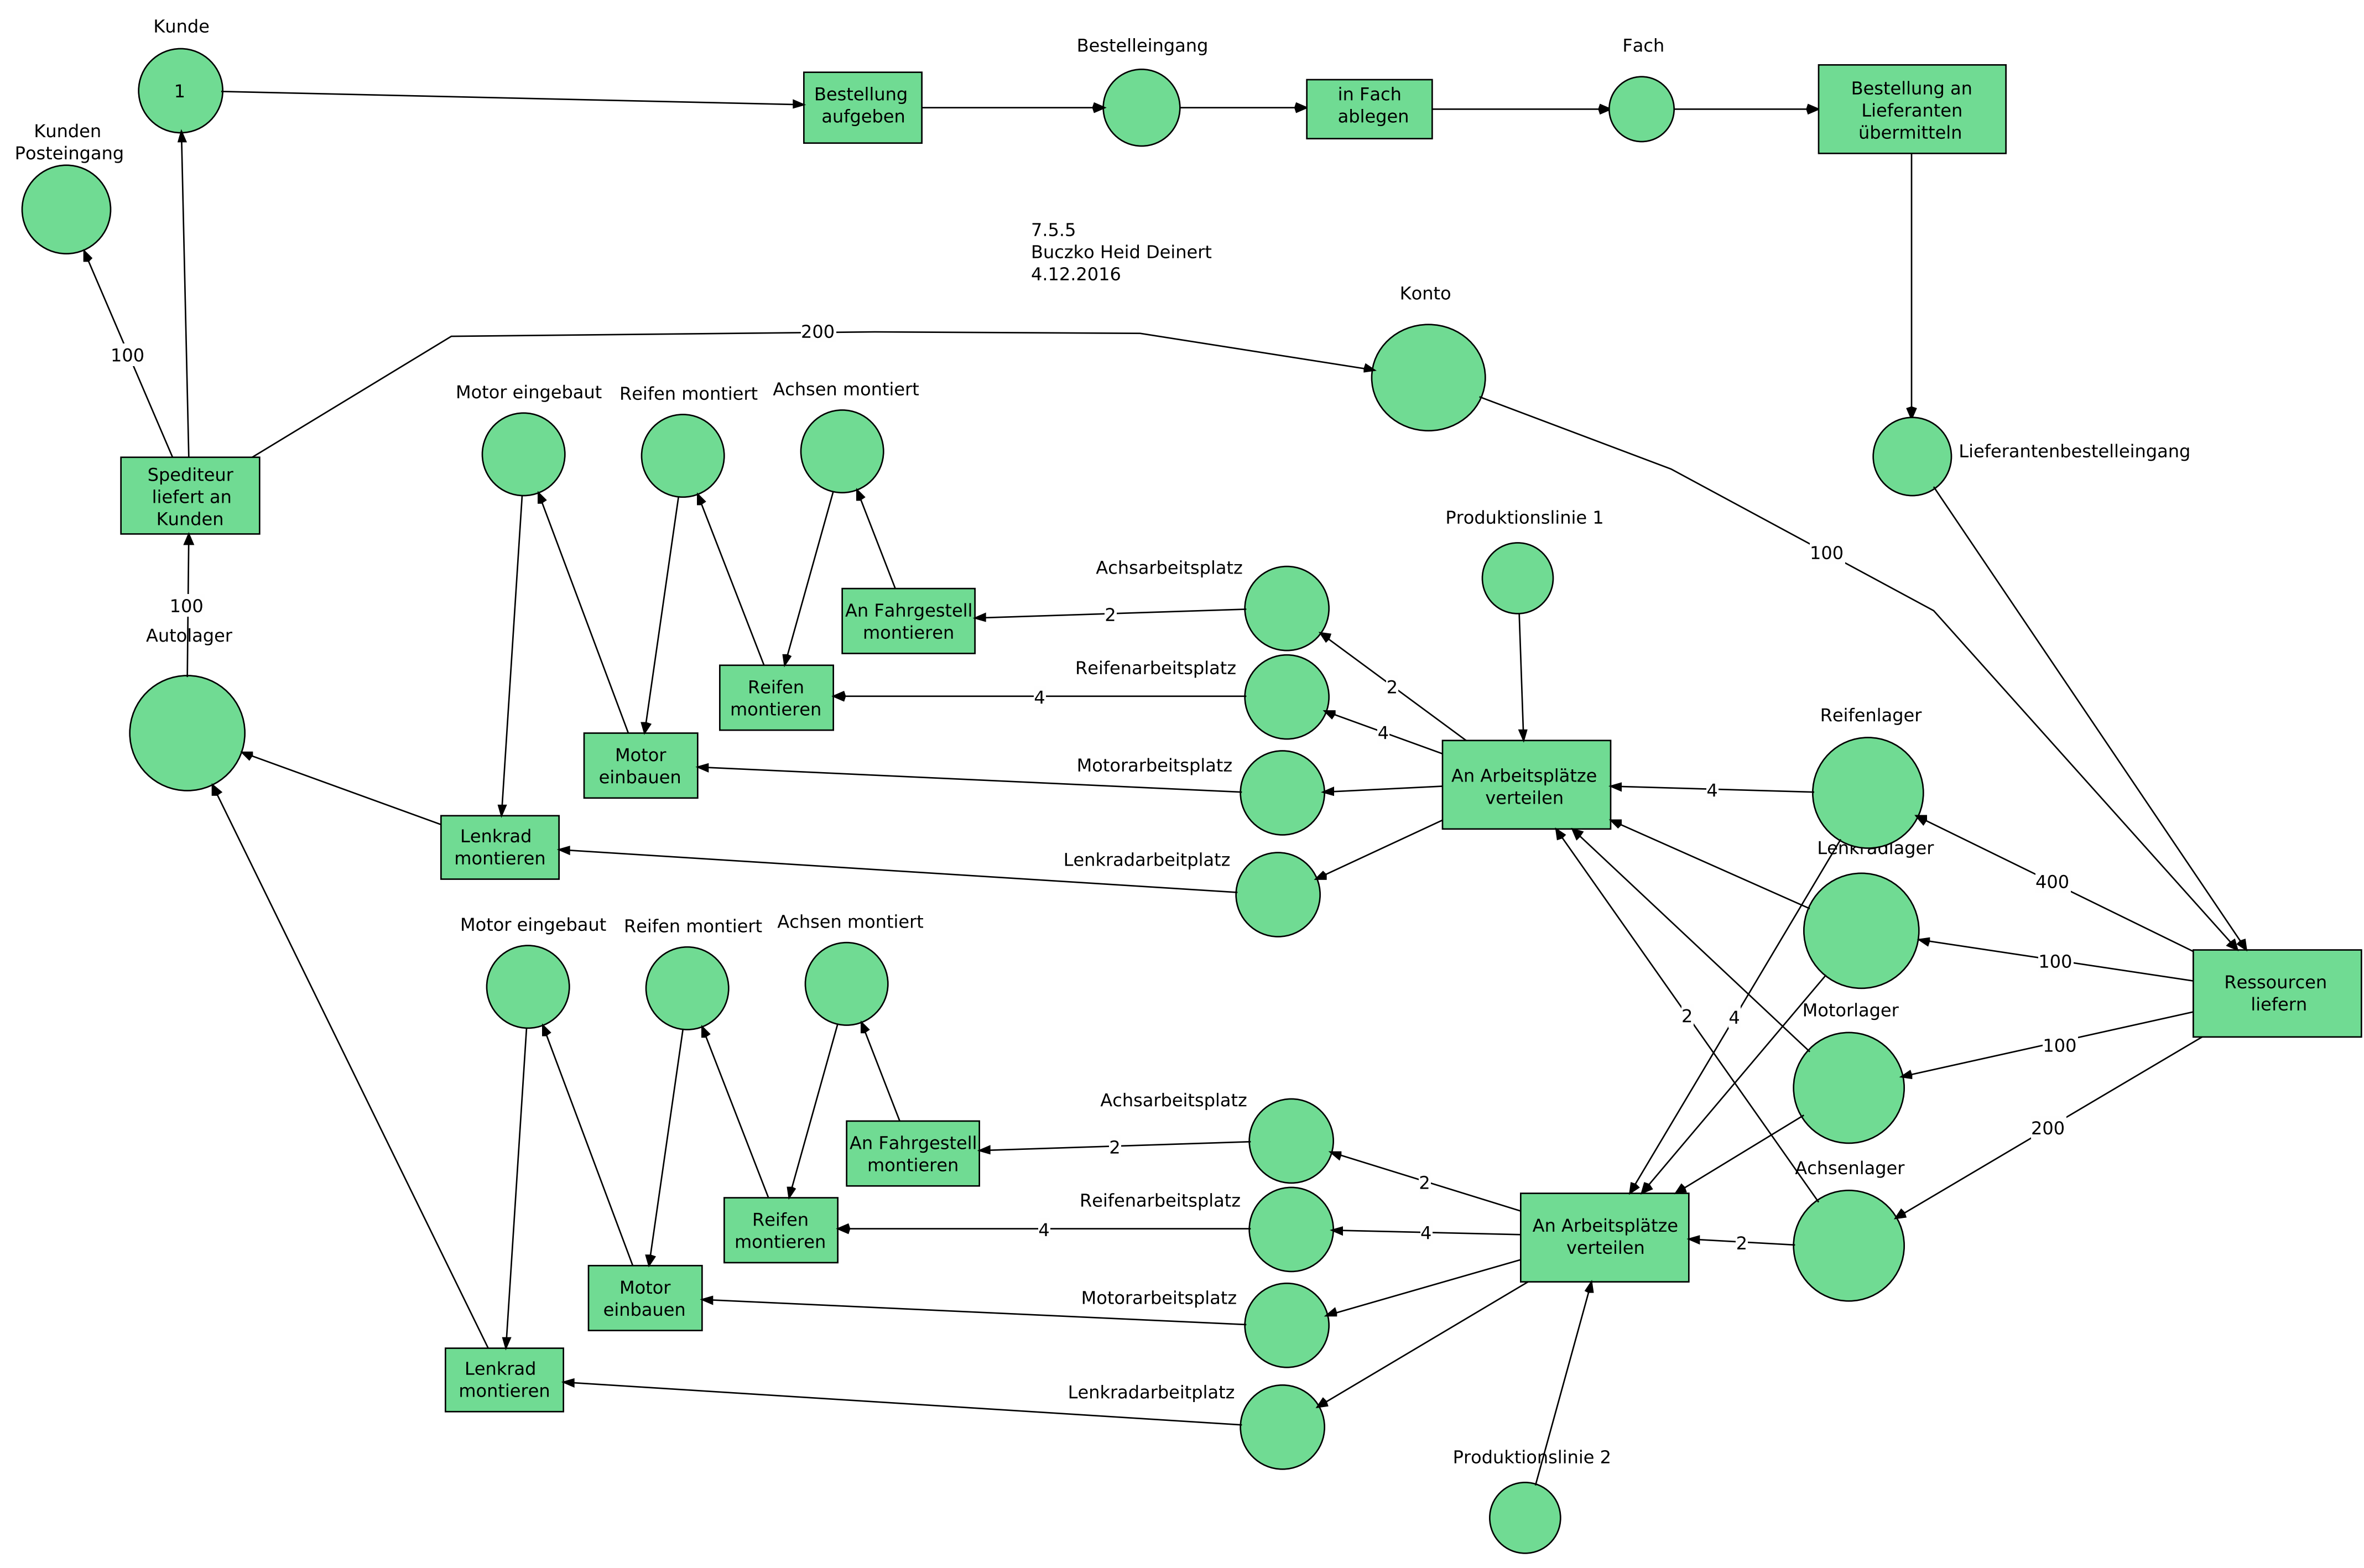 Kunde
1
Kunden
Posteingang
Bestellung
aufgeben
Bestelleingang
in Fach
ablegen
Fach
Bestellung an
Lieferanten
übermitteln
7.5.5
Buczko Heid Deinert
4.12.2016
Konto
200
100
Spediteur
liefert an
Kunden
Motor eingebaut
Reifen montiert
Achsen montiert
Lieferantenbestelleingang
Produktionslinie 1
100
100
Autolager
Achsarbeitsplatz
An Fahrgestell
montieren
2
Reifenarbeitsplatz
Reifen
montieren
4
2
4
Motorarbeitsplatz
Motor
einbauen
An Arbeitsplätze
verteilen
Lenkradarbeitplatz
Lenkrad
montieren
Reifenlager
4
Lenkradlager
400
100
Ressourcen
liefern
Motorlager
2
4
100
200
Achsenlager
Motor eingebaut
Reifen montiert
Achsen montiert
Achsarbeitsplatz
An Fahrgestell
montieren
2
2
Reifenarbeitsplatz
Reifen
montieren
4
4
An Arbeitsplätze
verteilen
2
Motorarbeitsplatz
Motor
einbauen
Lenkradarbeitplatz
Lenkrad
montieren
Produktionslinie 2